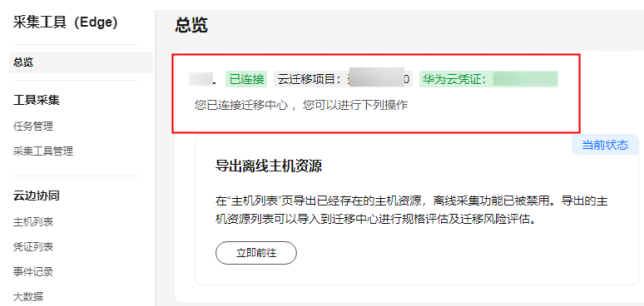 采集工具（Edge）
总览
工具采集
任务管理
采集工具管理
云边协同
主机列表
凭证列表
事件记录
大数据
总览
已连接 云迁移项目： 0 华为云凭证：
您已连接迁移中心，您可以进行下列操作
当前状态
导出离线主机资源
在“主机列表”页导出已经存在的主机资源，离线采集功能已被禁用。导出的主
机资源列表可以导入到迁移中心进行规格评估及迁移风险评估。
立即前往